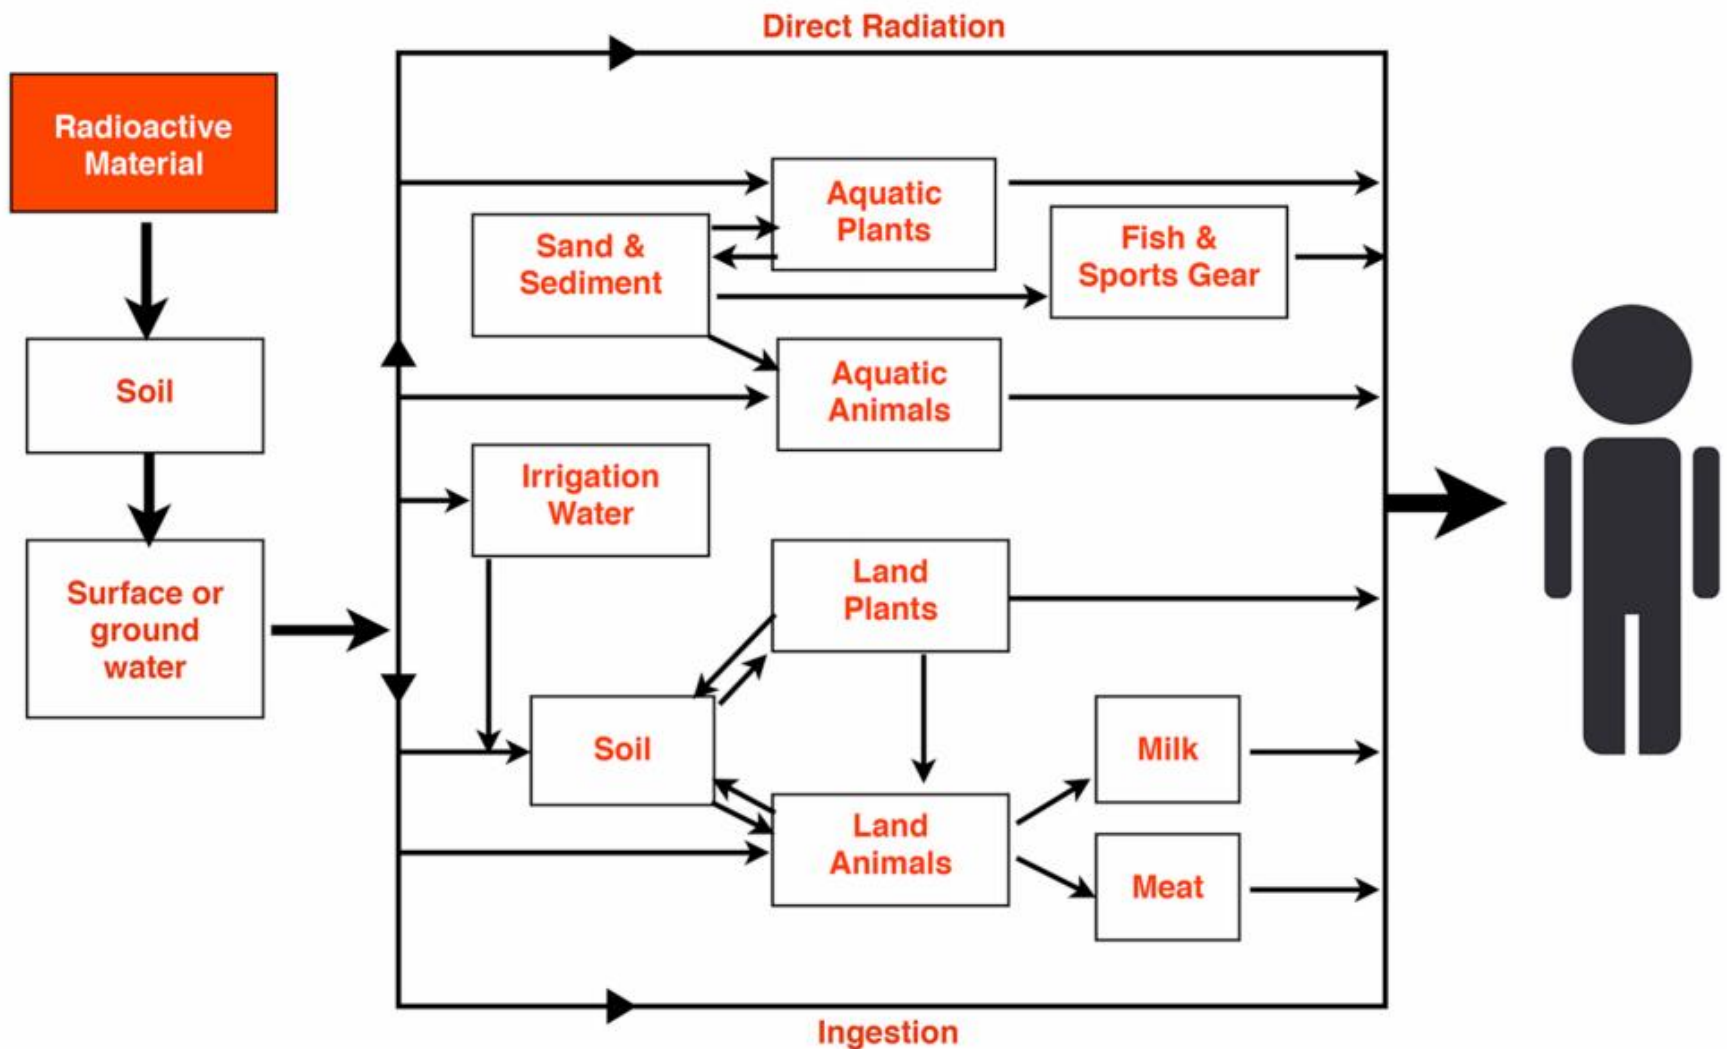 Direct Radiation
Radioactive
Material
Soil
Surface or
ground
water
Aquatic
Plants
Sand &
Sediment
Fish &
Sports Gear
Aquatic
Animals
Irrigation
Water
Land
Plants
Soil
Land
Animals
Milk
Meat
Ingestion